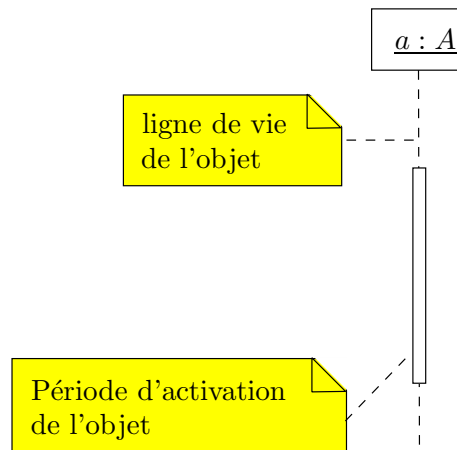 a : A
ligne de vie
de l'objet
Période d'activation
de l'objet